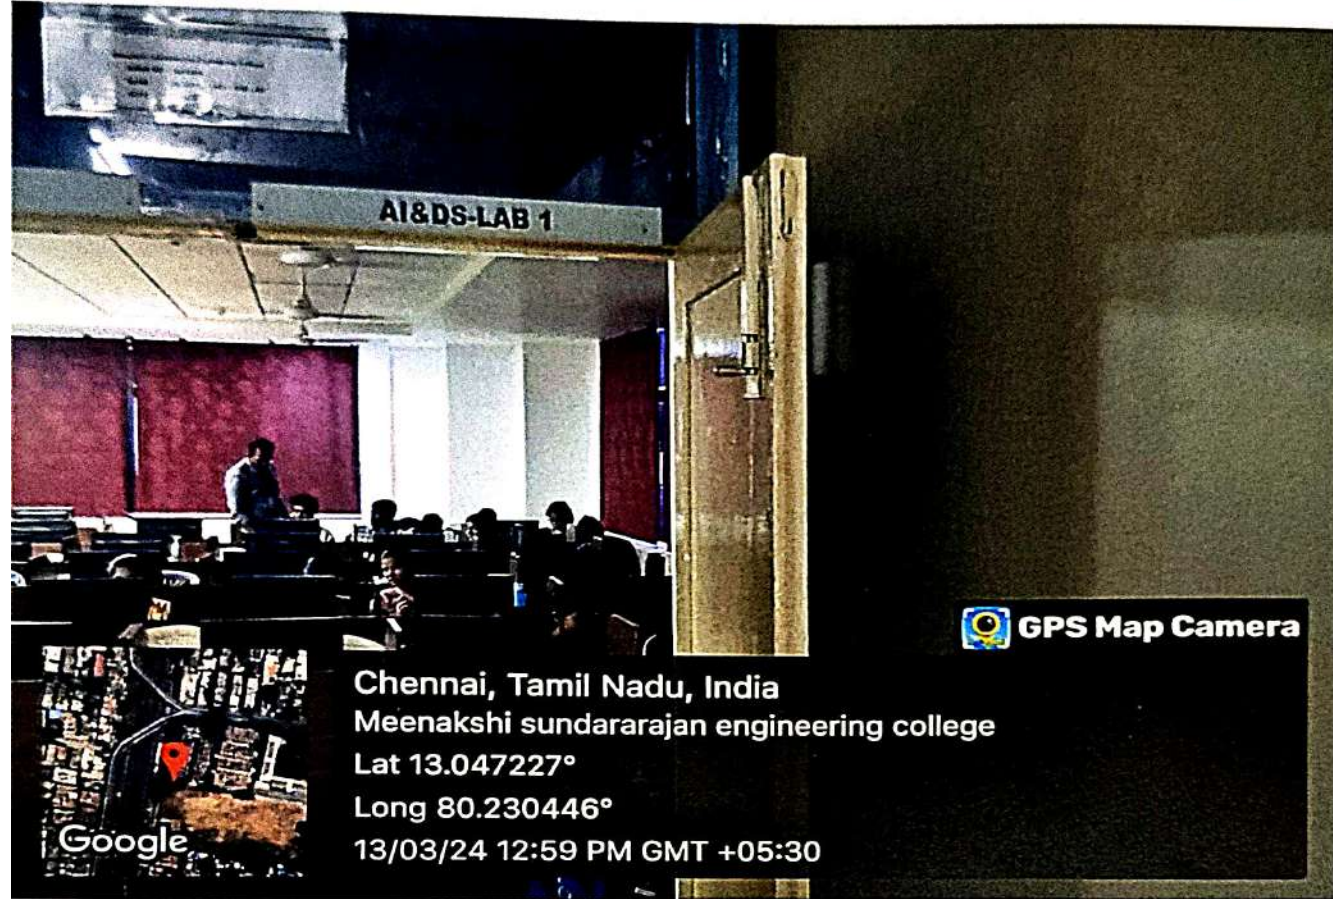 AI&DS-LAB 1
GPS Map Camera
Chennai, Tamil Nadu, India
Meenakshi sundararajan engineering college
Lat 13.047227°
Long 80.230446°
13/03/24 12:59 PM GMT +05:30
Google